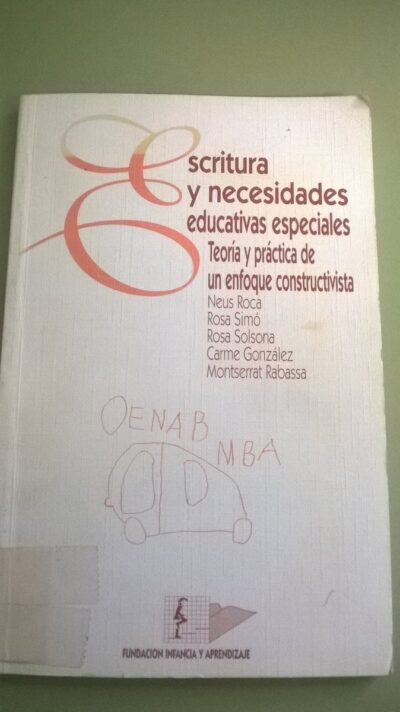 Escritura
y necesidades
educativas especiales
Teoría y práctica de
un enfoque constructivista
Neus Roca
Rosa Simó
Rosa Solsona
Carme González
Montserrat Rabassa
OENAB
MBA
FUNDACION INFANCIA Y APRENDIZAJE